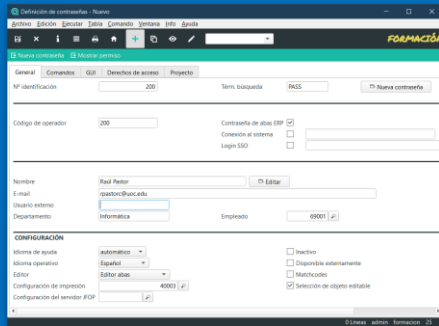 Definición de contraseñas - Nuevo
Archivo Edición Ejecutar Tabla Comando Ventana Info Ayuda
FORMACIÓN
Nueva contraseña Mostrar permiso
General Comandos GUI Derechos de acceso Proyecto
Nº identificación 200 Térm. búsqueda PASS Nueva contraseña
Código de operador 200 Contraseña de abas ERP
Conexión al sistema
Login SSO
Nombre Raúl Pastor Editar
E-mail rpastorc@uoc.edu
Usuario externo
Departamento Informática Empleado 69001
CONFIGURACIÓN
Idioma de ayuda automático Inactivo
Idioma operativo Español Disponible externamente
Editor Editor abas Matchcodes
Configuración de impresión 40001 Selección de objeto editable
Configuración del servidor JFOP
0 Líneas admin formacion 25